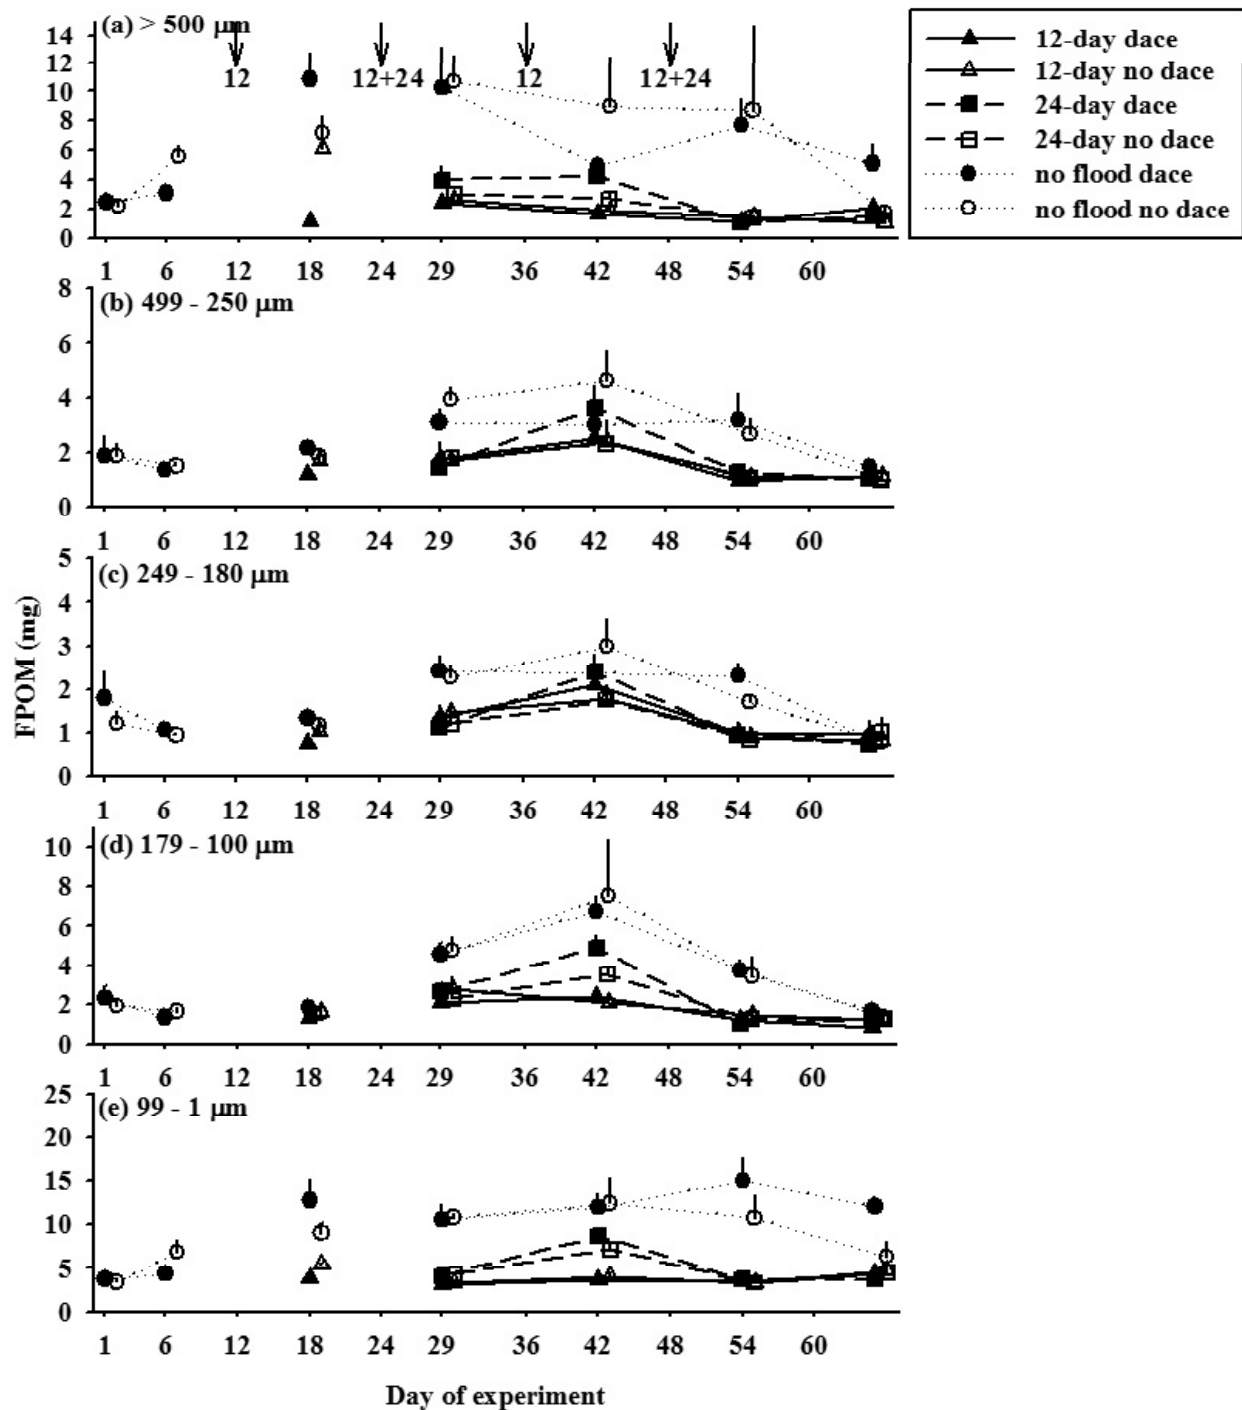 (a) > 500 µm
14
12
10
8
6
4
2
0
12
12+24
12
12+24
1 6 12 18 24 29 36 42 48 54 60
12-day dace
12-day no dace
24-day dace
24-day no dace
no flood dace
no flood no dace
(b) 499 - 250 µm
8
6
4
2
0
1 6 12 18 24 29 36 42 48 54 60
(c) 249 - 180 µm
5
4
3
2
1
0
1 6 12 18 24 29 36 42 48 54 60
FPOM (mg)
(d) 179 - 100 µm
10
8
6
4
2
0
1 6 12 18 24 29 36 42 48 54 60
(e) 99 - 1 µm
25
20
15
10
5
0
1 6 12 18 24 29 36 42 48 54 60
Day of experiment